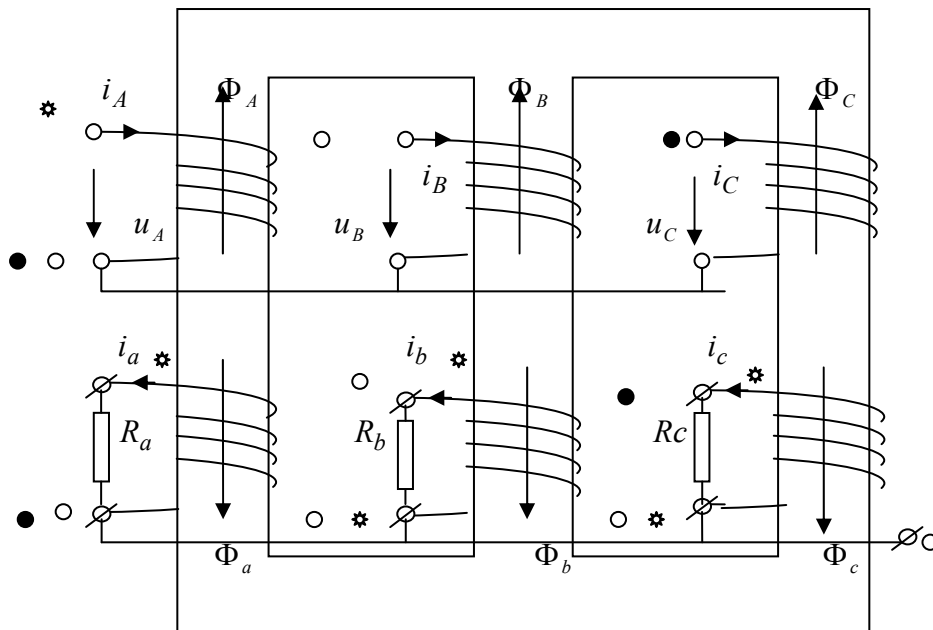 i_A Φ_A Φ_B Φ_C
i_B i_C
u_A u_B u_C
i_a i_b i_c
R_a R_b Rc
Φ_a Φ_b Φ_c